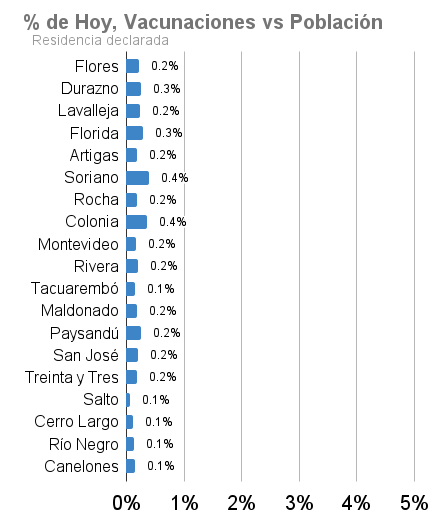 % de Hoy, Vacunaciones vs Población
Residencia declarada
Flores 0.2%
Durazno 0.3%
Lavalleja 0.2%
Florida 0.3%
Artigas 0.2%
Soriano 0.4%
Rocha 0.2%
Colonia 0.4%
Montevideo 0.2%
Rivera 0.2%
Tacuarembó 0.1%
Maldonado 0.2%
Paysandú 0.2%
San José 0.2%
Treinta y Tres 0.2%
Salto 0.1%
Cerro Largo 0.1%
Río Negro 0.1%
Canelones 0.1%
0% 1% 2% 3% 4% 5%